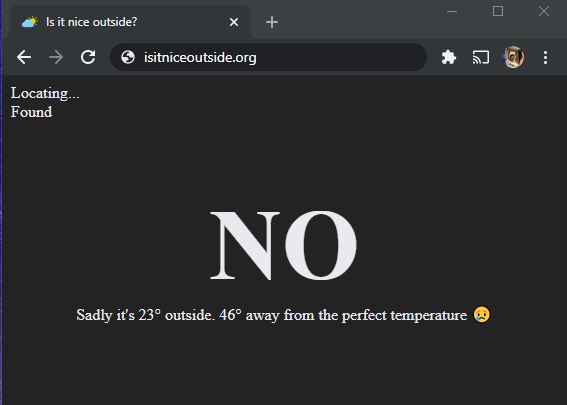 Is it nice outside?
isitniceoutside.org
Locating...
Found
NO
Sadly it's 23° outside. 46° away from the perfect temperature 😢